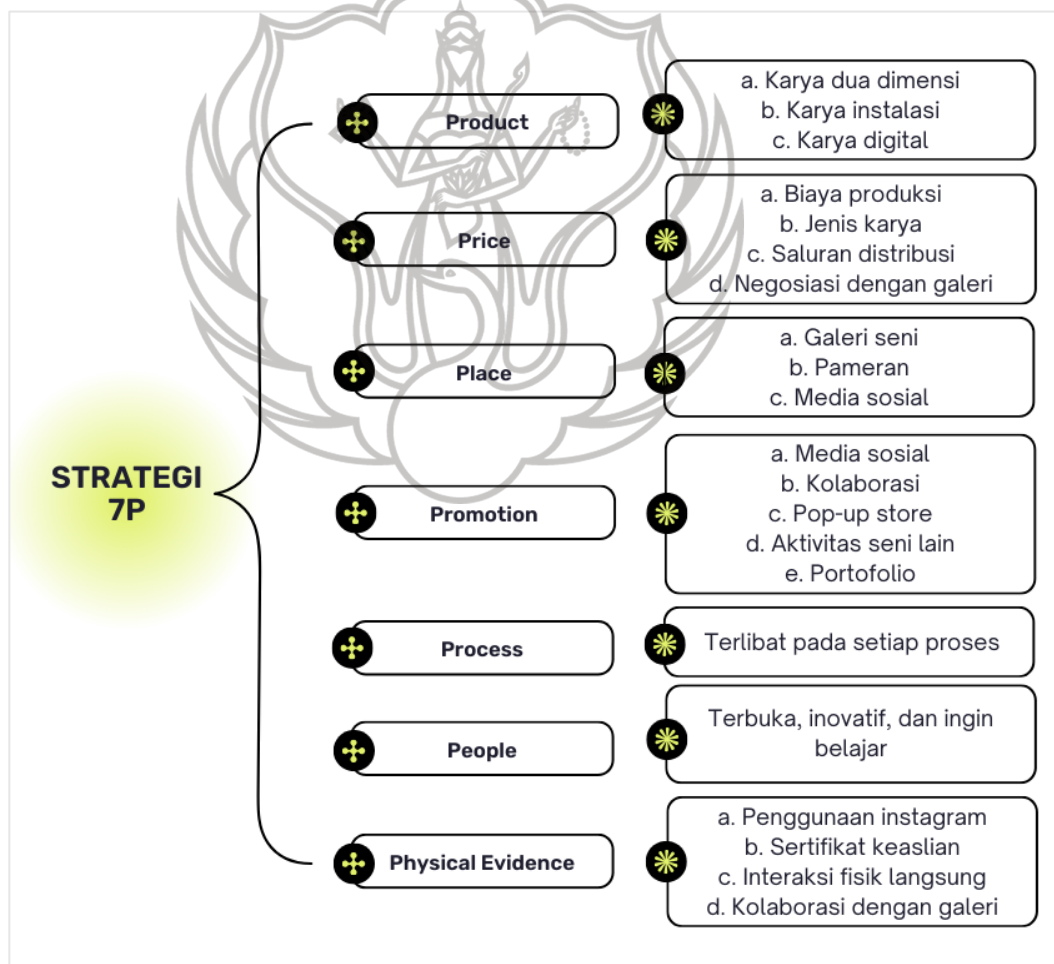 STRATEGI
7P
Product
a. Karya dua dimensi
b. Karya instalasi
c. Karya digital
Price
a. Biaya produksi
b. Jenis karya
c. Saluran distribusi
d. Negosiasi dengan galeri
Place
a. Galeri seni
b. Pameran
c. Media sosial
Promotion
a. Media sosial
b. Kolaborasi
c. Pop-up store
d. Aktivitas seni lain
e. Portofolio
Process
Terlibat pada setiap proses
People
Terbuka, inovatif, dan ingin
belajar
Physical Evidence
a. Penggunaan instagram
b. Sertifikat keaslian
c. Interaksi fisik langsung
d. Kolaborasi dengan galeri